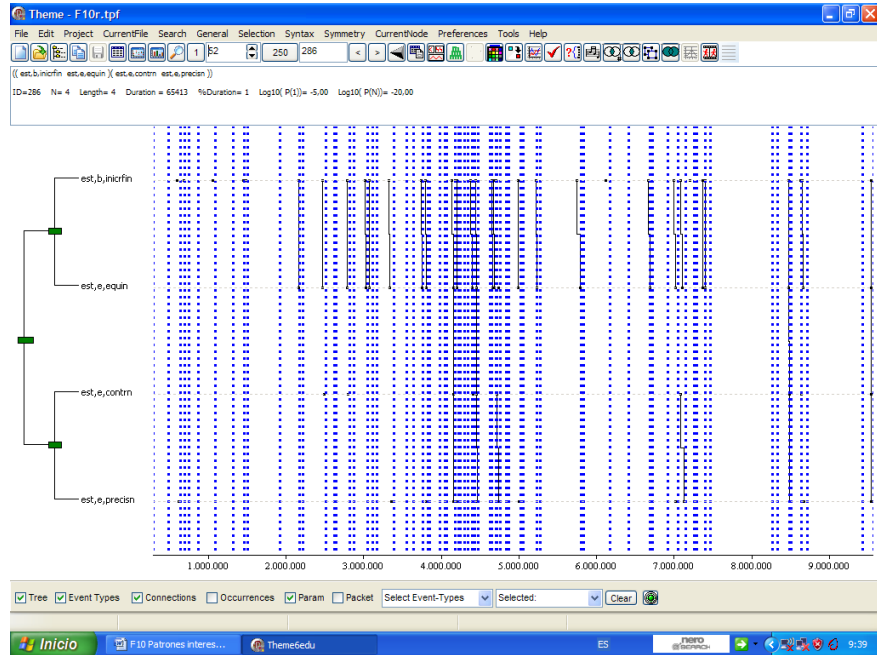 Theme - F10r.tpf
File Edit Project CurrentFile Search General Selection Syntax Symmetry CurrentNode Preferences Tools Help
1 52 250 286 < >
(( est,b,inicrfin est,e,equin )( est,e,contrn est,e,precisn ))
ID=286 N= 4 Length= 4 Duration = 65413 %Duration= 1 Log10( P(1))= -5,00 Log10( P(N))= -20,00
est,b,inicrfin
est,e,equin
est,e,contrn
est,e,precisn
1.000.000 2.000.000 3.000.000 4.000.000 5.000.000 6.000.000 7.000.000 8.000.000 9.000.000
Tree Event Types Connections Occurrences Param Packet Select Event-Types Selected: Clear
Inicio F10 Patrones interes... Theme6edu ES nero SEARCH 9:39